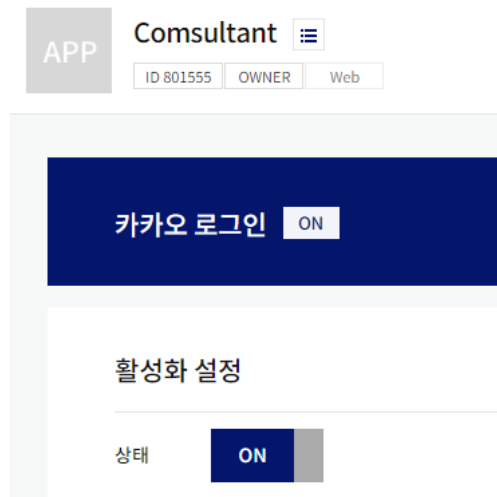 APP
Comsultant
ID 801555 OWNER Web
카카오 로그인 ON
활성화 설정
상태 ON